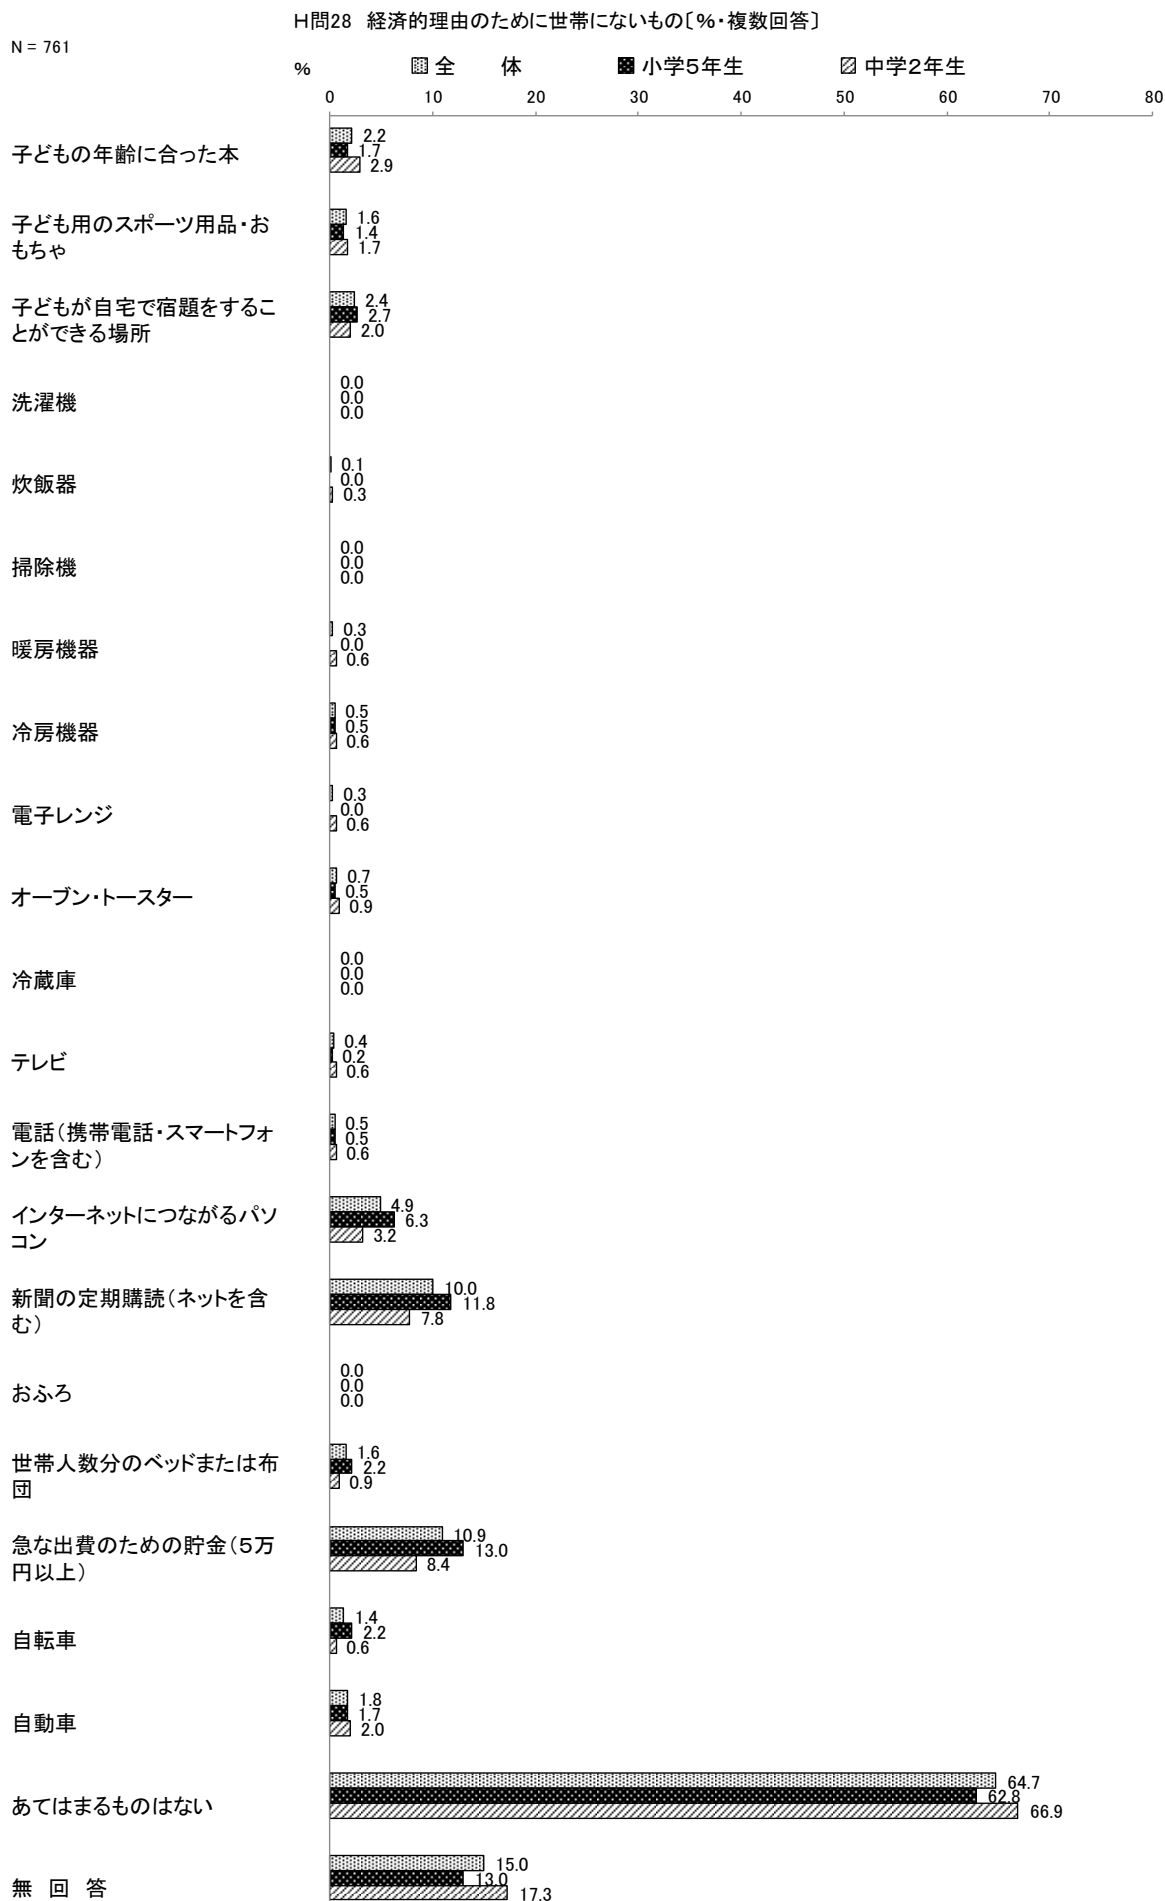 H問28 経済的理由のために世帯にないもの〔%・複数回答〕
N = 761
% 全 体 小学5年生 中学2年生
0 10 20 30 40 50 60 70 80
子どもの年齢に合った本
2.2
1.7
2.9
子ども用のスポーツ用品・お
もちゃ
1.6
1.4
1.7
子どもが自宅で宿題をするこ
とができる場所
2.4
2.7
2.0
洗濯機
0.0
0.0
0.0
炊飯器
0.1
0.0
0.3
掃除機
0.0
0.0
0.0
暖房機器
0.3
0.0
0.6
冷房機器
0.5
0.5
0.6
電子レンジ
0.3
0.0
0.6
オーブン・トースター
0.7
0.5
0.9
冷蔵庫
0.0
0.0
0.0
テレビ
0.4
0.2
0.6
電話(携帯電話・スマートフォ
ンを含む)
0.5
0.5
0.6
インターネットにつながるパソ
コン
4.9
6.3
3.2
新聞の定期購読(ネットを含
む)
10.0
11.8
7.8
おふろ
0.0
0.0
0.0
世帯人数分のベッドまたは布
団
1.6
2.2
0.9
急な出費のための貯金(5万
円以上)
10.9
13.0
8.4
自転車
1.4
2.2
0.6
自動車
1.8
1.7
2.0
あてはまるものはない
64.7
62.8
66.9
無 回 答
15.0
13.0
17.3